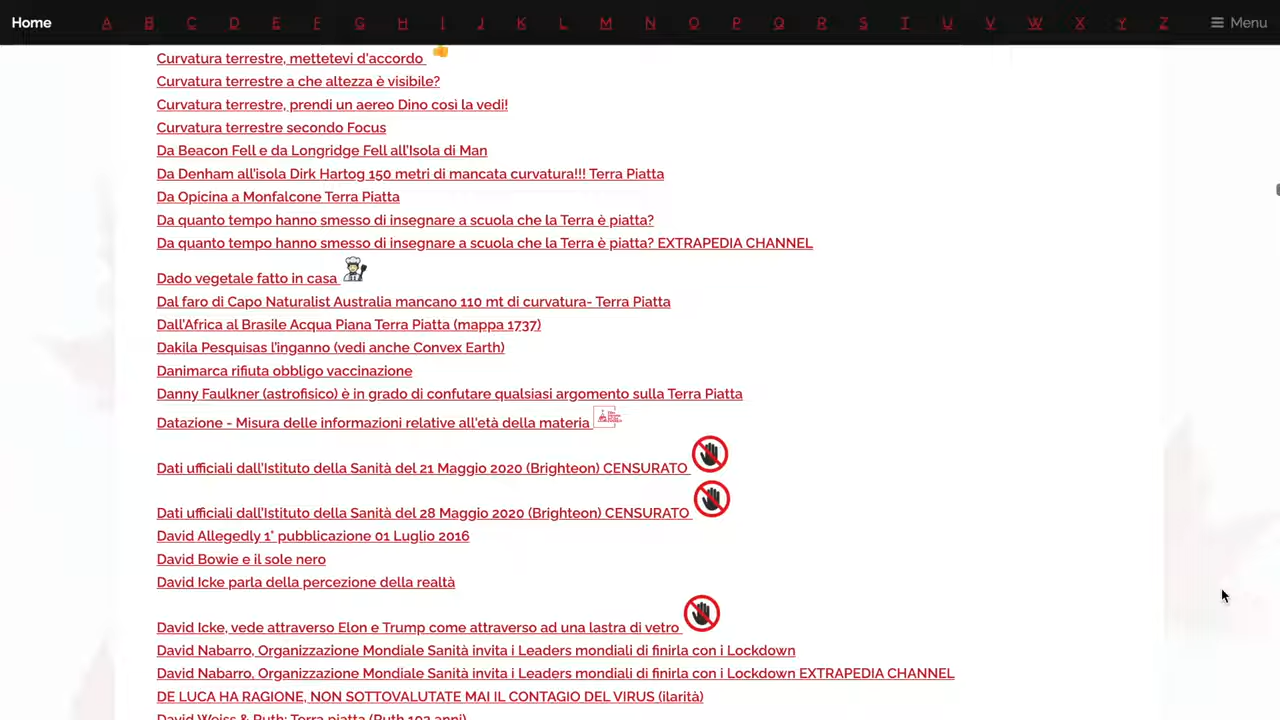 Home A B C D E F G H I J K L M N O P Q R S T U V W X Y Z Menu
Curvatura terrestre, mettetevi d'accordo
Curvatura terrestre a che altezza è visibile?
Curvatura terrestre, prendi un aereo Dino così la vedi!
Curvatura terrestre secondo Focus
Da Beacon Fell e da Longridge Fell all'Isola di Man
Da Denham all'isola Dirk Hartog 150 metri di mancata curvatura!!! Terra Piatta
Da Opicina a Monfalcone Terra Piatta
Da quanto tempo hanno smesso di insegnare a scuola che la Terra è piatta?
Da quanto tempo hanno smesso di insegnare a scuola che la Terra è piatta? EXTRAPEDIA CHANNEL
Dado vegetale fatto in casa
Dal faro di Capo Naturalist Australia mancano 110 mt di curvatura- Terra Piatta
Dall'Africa al Brasile Acqua Piana Terra Piatta (mappa 1737)
Dakila Pesquisas l'inganno (vedi anche Convex Earth)
Danimarca rifiuta obbligo vaccinazione
Danny Faulkner (astrofisico) è in grado di confutare qualsiasi argomento sulla Terra Piatta
Datazione - Misura delle informazioni relative all'età della materia
Dati ufficiali dall'Istituto della Sanità del 21 Maggio 2020 (Brighteon) CENSURATO
Dati ufficiali dall'Istituto della Sanità del 28 Maggio 2020 (Brighteon) CENSURATO
David Allegedly 1° pubblicazione 01 Luglio 2016
David Bowie e il sole nero
David Icke parla della percezione della realtà
David Icke, vede attraverso Elon e Trump come attraverso ad una lastra di vetro
David Nabarro, Organizzazione Mondiale Sanità invita i Leaders mondiali di finirla con i Lockdown
David Nabarro, Organizzazione Mondiale Sanità invita i Leaders mondiali di finirla con i Lockdown EXTRAPEDIA CHANNEL
DE LUCA HA RAGIONE, NON SOTTOVALUTATE MAI IL CONTAGIO DEL VIRUS (ilarità)
David Weiss & Ruth: Terra piatta (Ruth 102 anni)